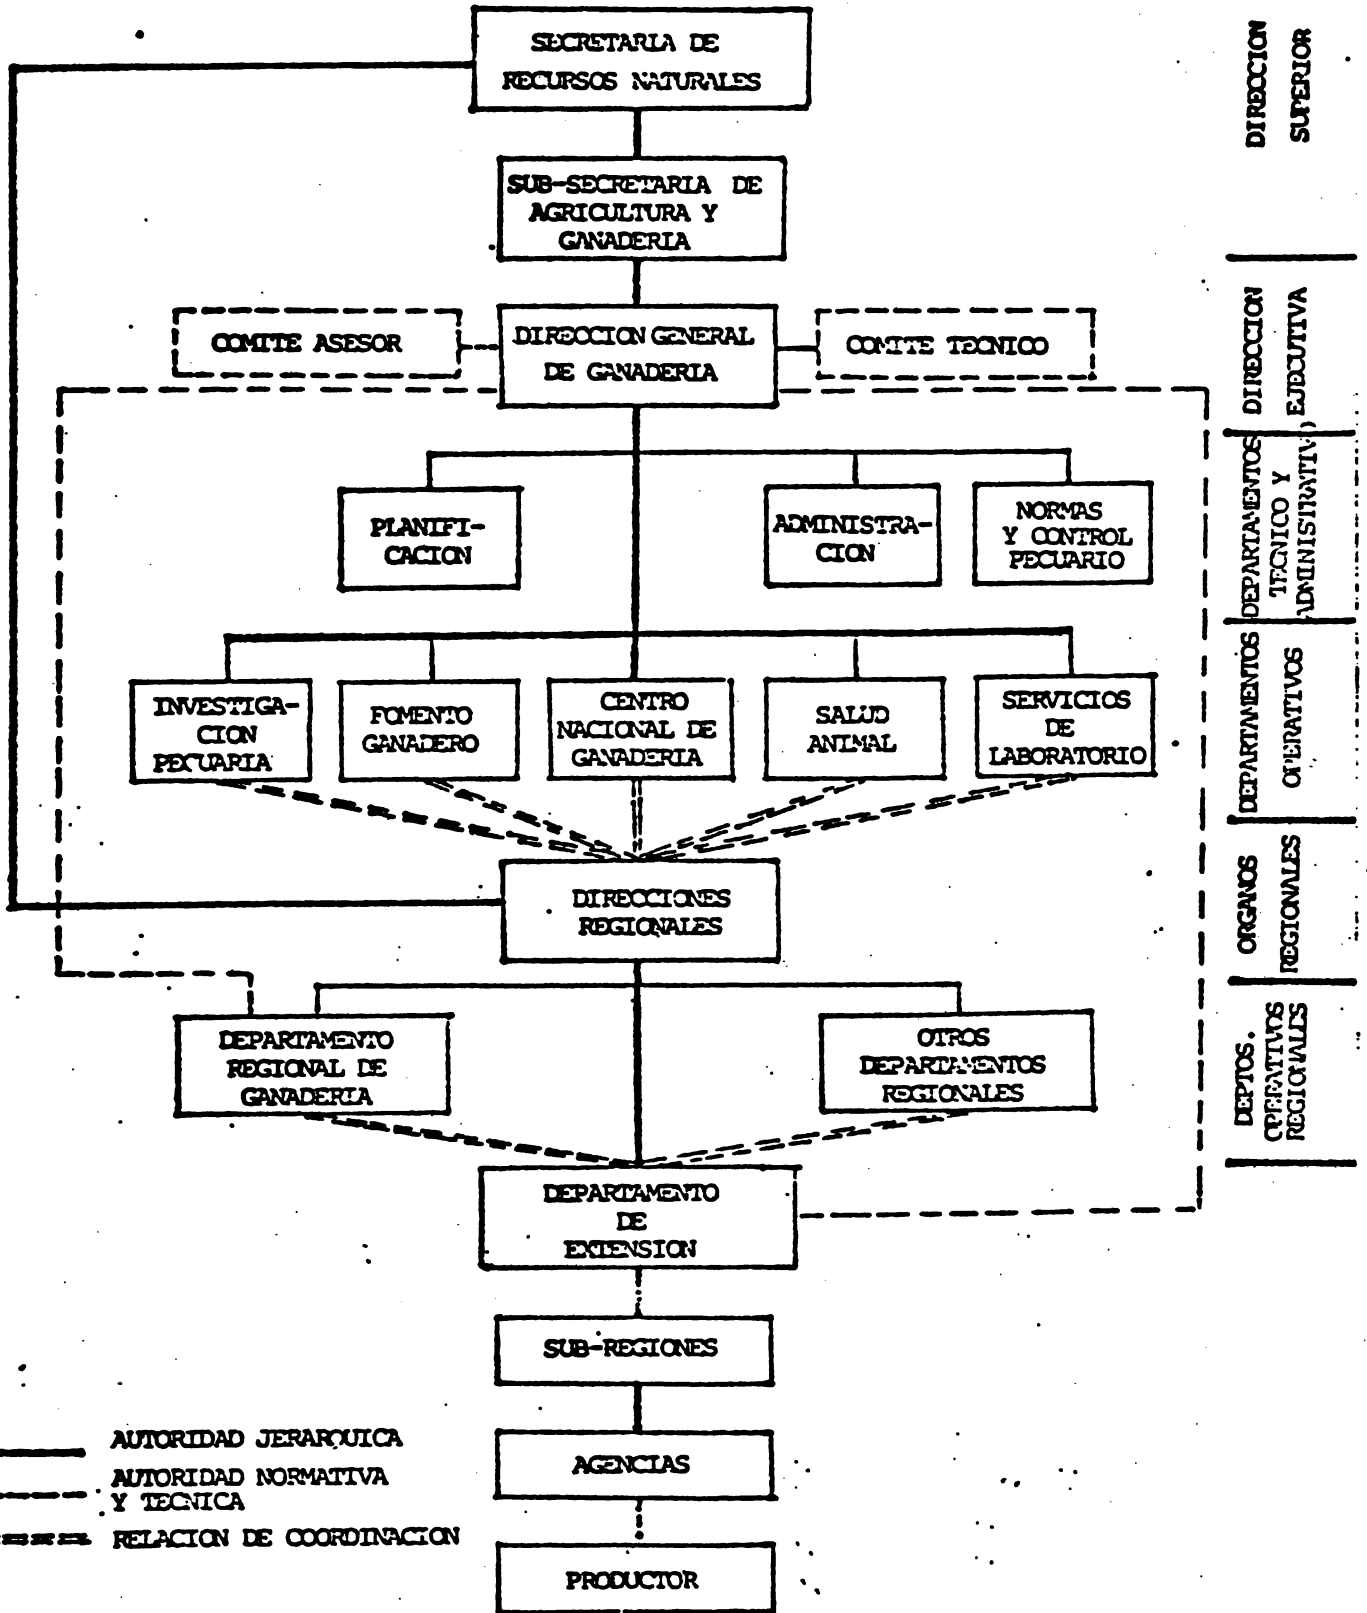 SECRETARIA DE
RECURSOS NATURALES
SUB-SECRETARIA DE
AGRICULTURA Y
GANADERIA
COMITE ASESOR
DIRECCION GENERAL
DE GANADERIA
COMITE TECNICO
PLANIFI-
CACION
ADMINISTRA-
CION
NORMAS
Y CONTROL
PECUARIO
INVESTIGA-
CION
PECUARIA
FOMENTO
GANADERO
CENTRO
NACIONAL DE
GANADERIA
SALUD
ANIMAL
SERVICIOS
DE
LABORATORIO
DIRECCIONES
REGIONALES
DEPARTAMENTO
REGIONAL DE
GANADERIA
OTROS
DEPARTAMENTOS
REGIONALES
DEPARTAMENTO
DE
EXTENSION
SUB-REGIONES
AGENCIAS
PRODUCTOR
AUTORIDAD JERARQUICA
AUTORIDAD NORMATIVA
Y TECNICA
RELACION DE COORDINACION
DIRECCION
SUPERIOR
DIRECCION
EJECUTIVA
DEPARTAMENTOS
TECNICO Y
ADMINISTRATIVO
DEPARTAMENTOS
OPERATIVOS
ORGANOS
REGIONALES
DEPTOS.
OPERATIVOS
REGIONALES